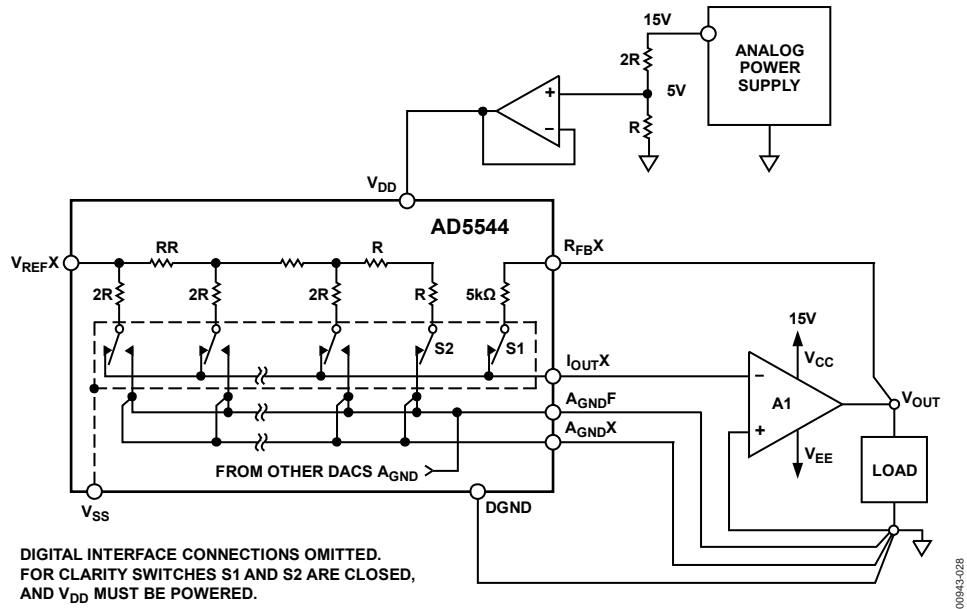 15V
ANALOG
POWER
SUPPLY
2R
5V
+
−
R
VDD
AD5544
VREFX
RR
R
RFBX
2R
2R
2R
R
5kΩ
S2
S1
15V
VCC
IOUTX
−
A1
VOUT
AGNDF
+
AGNDX
VEE
LOAD
FROM OTHER DACS AGND
VSS
DGND
DIGITAL INTERFACE CONNECTIONS OMITTED.
FOR CLARITY SWITCHES S1 AND S2 ARE CLOSED,
AND VDD MUST BE POWERED.
00943-028